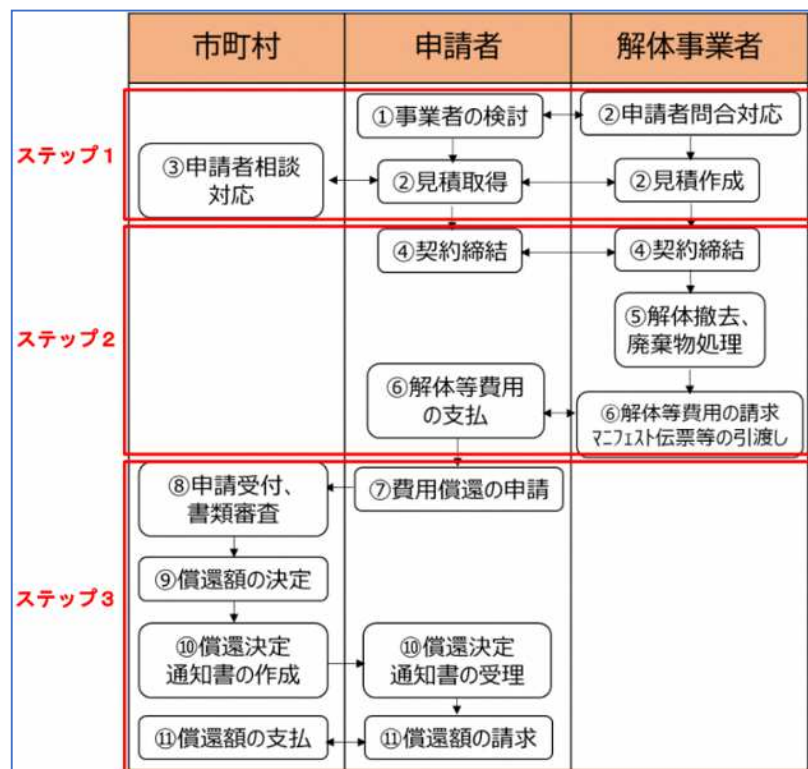 市町村
申請者
解体事業者
ステップ1
①事業者の検討
②申請者問合対応
③申請者相談
対応
②見積取得
②見積作成
ステップ2
④契約締結
④契約締結
⑤解体撤去、
廃棄物処理
⑥解体等費用
の支払
⑥解体等費用の請求
マニフェスト伝票等の引渡し
ステップ3
⑧申請受付、
書類審査
⑦費用償還の申請
⑨償還額の決定
⑩償還決定
通知書の作成
⑩償還決定
通知書の受理
⑪償還額の支払
⑪償還額の請求